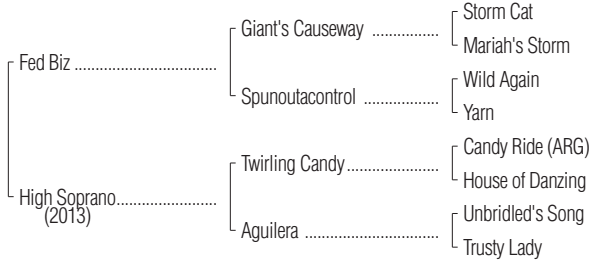 Storm Cat
Giant's Causeway ................
Mariah's Storm
Fed Biz ..................................
Wild Again
Spunoutacontrol ..................
Yarn
Candy Ride (ARG)
Twirling Candy......................
House of Danzing
High Soprano........................
(2013)
Unbridled's Song
Aguilera ................................
Trusty Lady